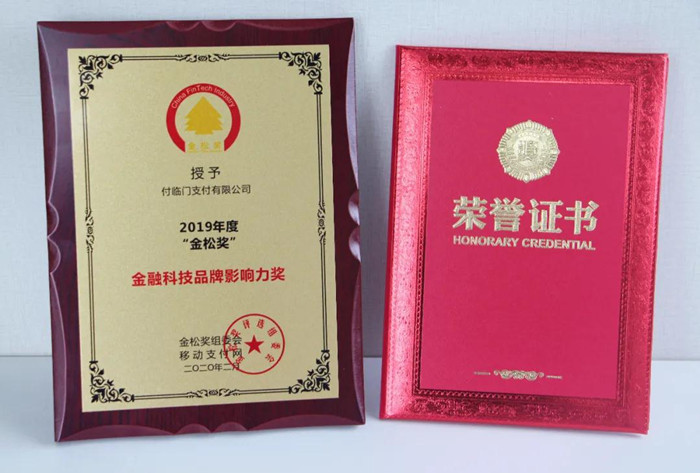 China FinTech Industry
金松奖
授予
付临门支付有限公司
2019年度
“金松奖”
金融科技品牌影响力奖
金松奖组委会
移动支付网
二〇二〇年二月
荣誉证书
HONORARY CREDENTIAL